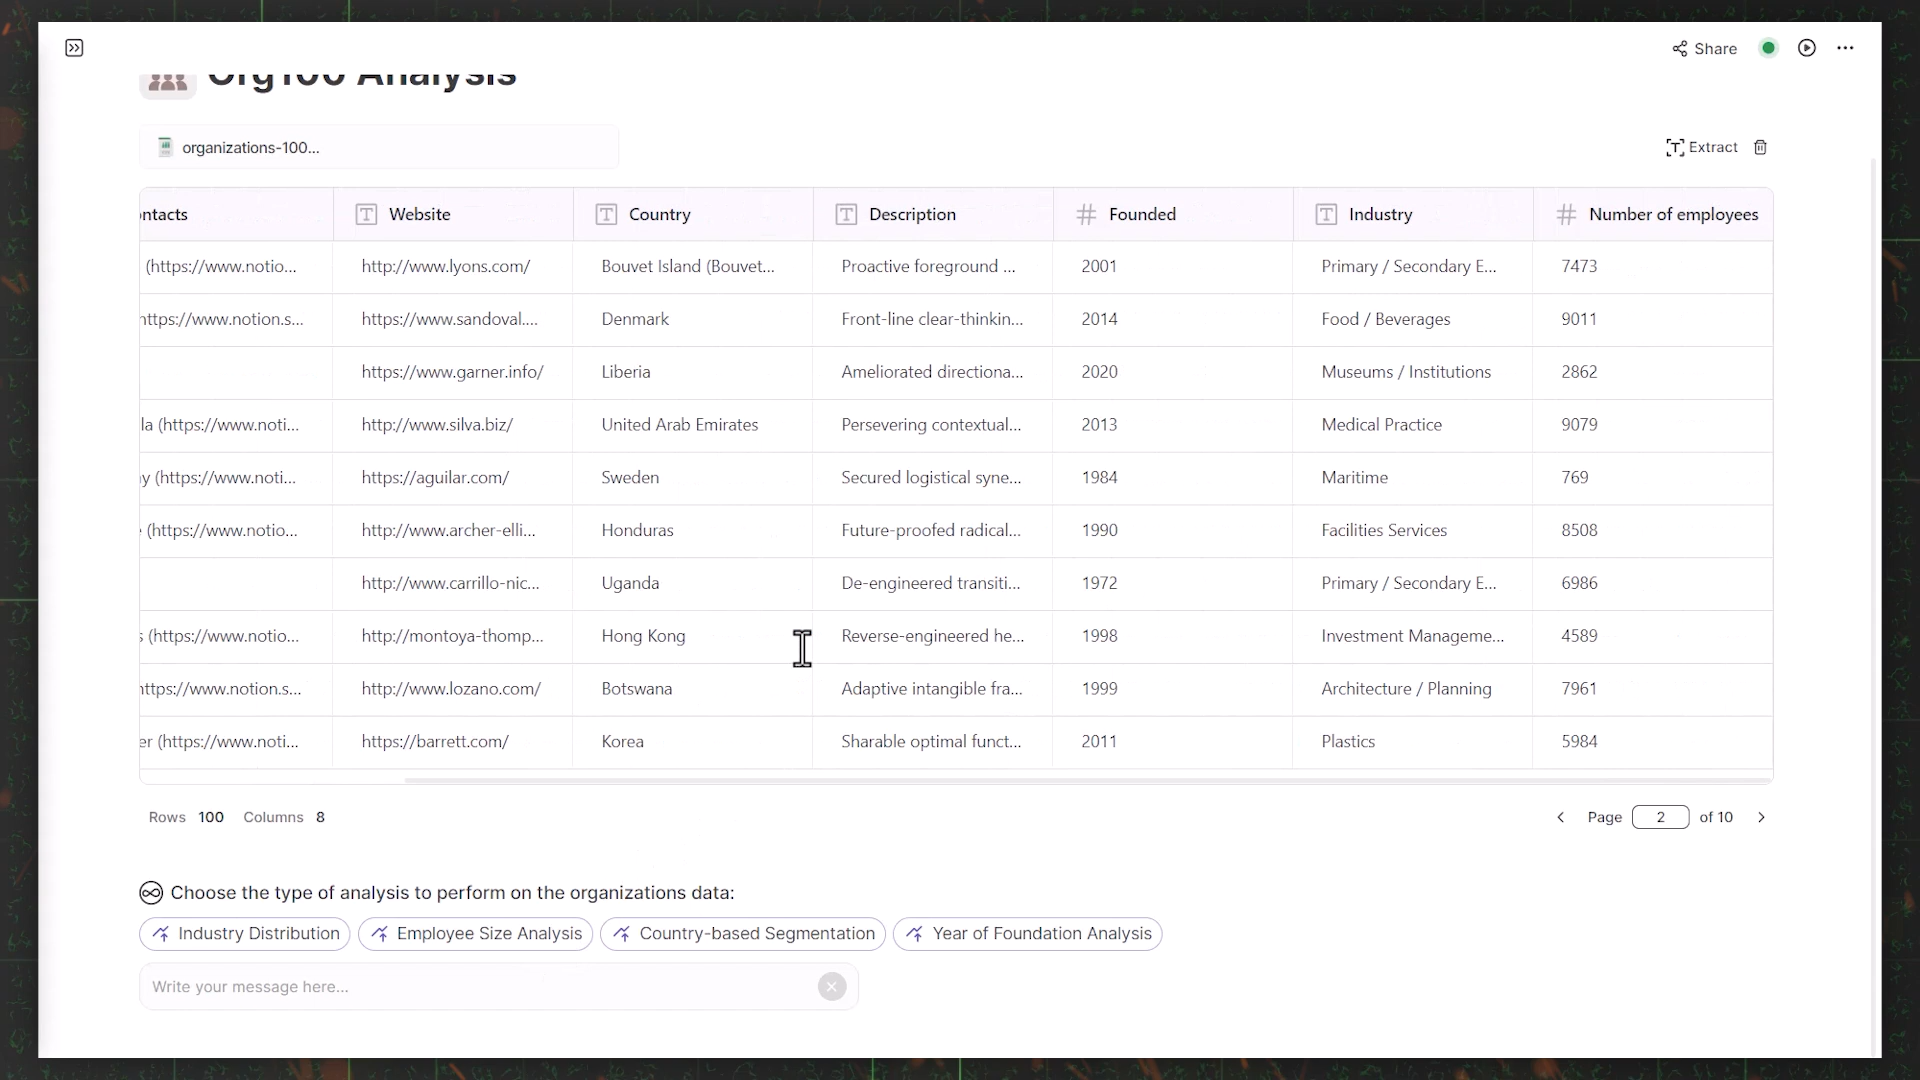 Share
Org100 Analysis
organizations-100...
Extract
ontacts Website Country Description Founded Industry Number of employees
(https://www.notio... http://www.lyons.com/ Bouvet Island (Bouvet... Proactive foreground ... 2001 Primary / Secondary E... 7473
https://www.notion.s... https://www.sandoval.... Denmark Front-line clear-thinkin... 2014 Food / Beverages 9011
https://www.garner.info/ Liberia Ameliorated directiona... 2020 Museums / Institutions 2862
la (https://www.noti... http://www.silva.biz/ United Arab Emirates Persevering contextual... 2013 Medical Practice 9079
y (https://www.noti... https://aguilar.com/ Sweden Secured logistical syne... 1984 Maritime 769
(https://www.notio... http://www.archer-elli... Honduras Future-proofed radical... 1990 Facilities Services 8508
http://www.carrillo-nic... Uganda De-engineered transiti... 1972 Primary / Secondary E... 6986
s (https://www.notio... http://montoya-thomp... Hong Kong Reverse-engineered he... 1998 Investment Manageme... 4589
https://www.notion.s... http://www.lozano.com/ Botswana Adaptive intangible fra... 1999 Architecture / Planning 7961
er (https://www.noti... https://barrett.com/ Korea Sharable optimal funct... 2011 Plastics 5984
Rows 100 Columns 8 Page 2 of 10
Choose the type of analysis to perform on the organizations data:
Industry Distribution Employee Size Analysis Country-based Segmentation Year of Foundation Analysis
Write your message here...